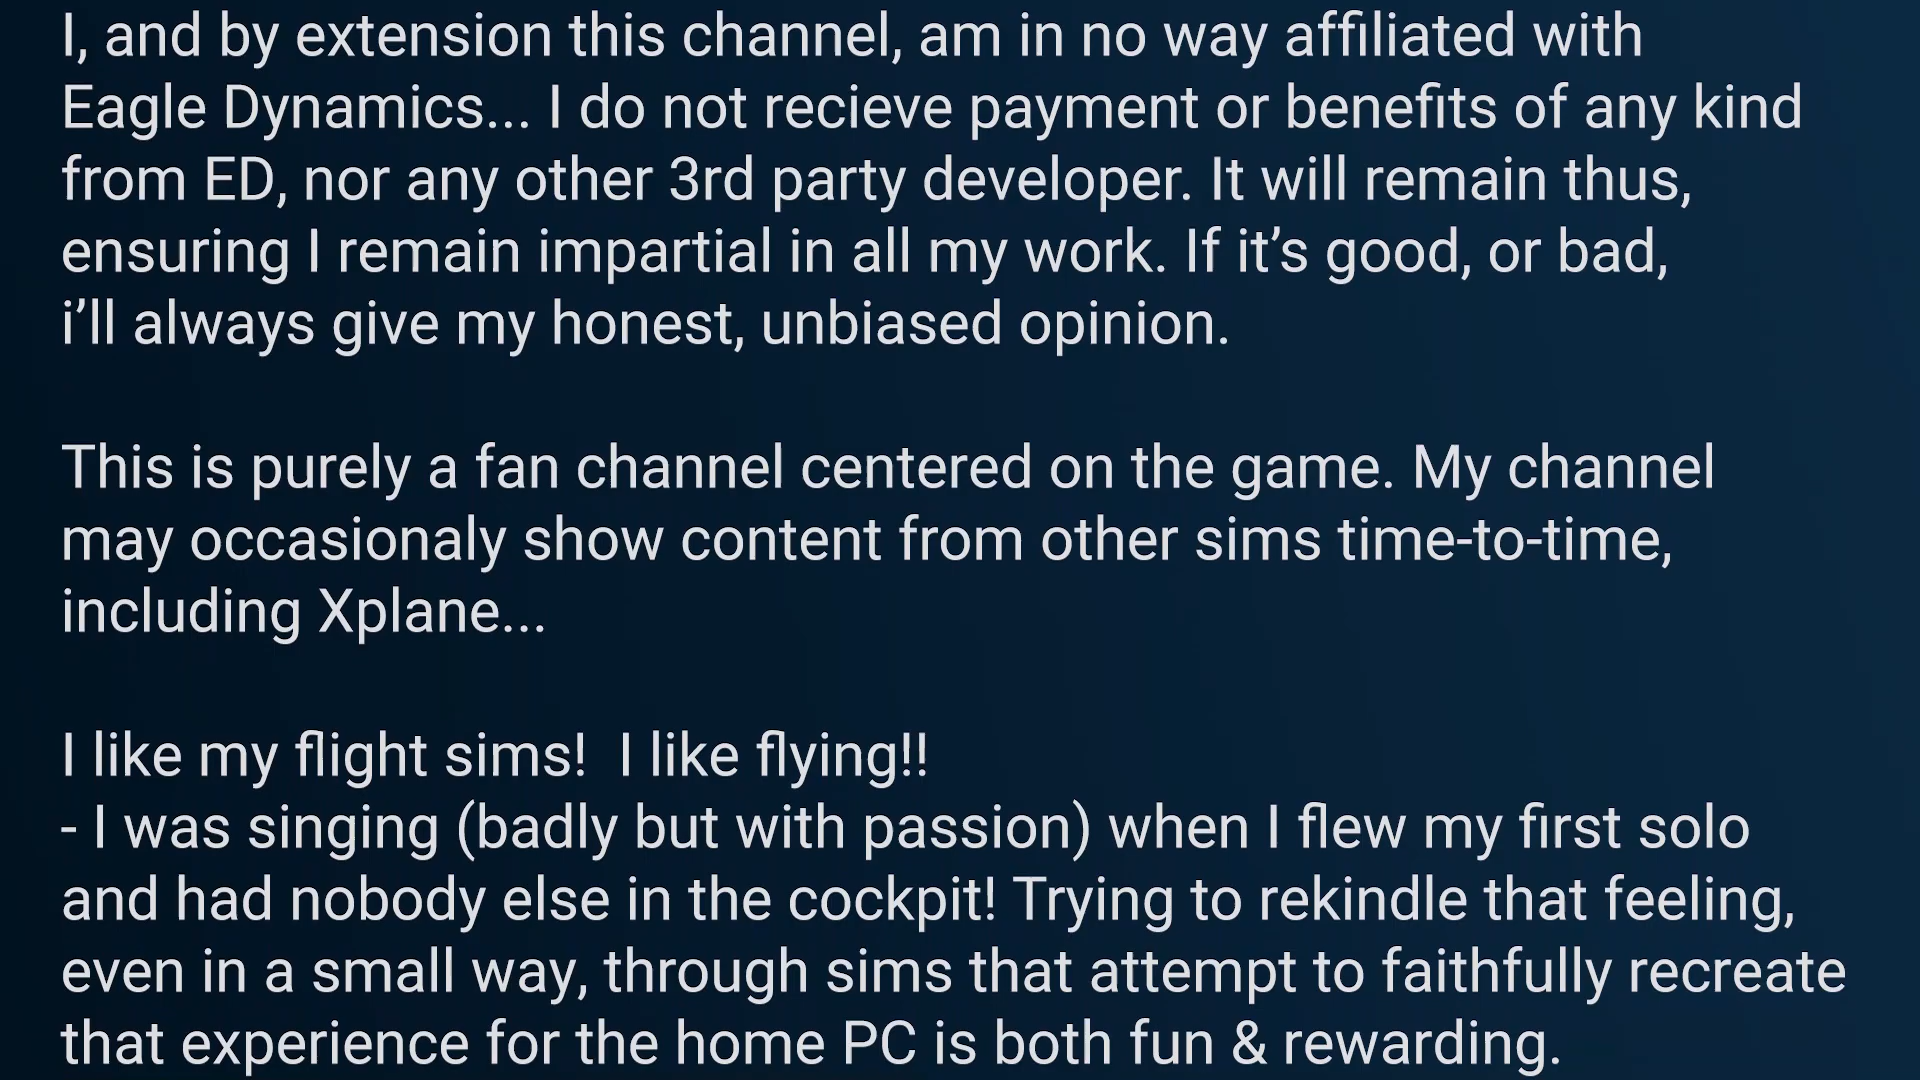 I, and by extension this channel, am in no way affiliated with
Eagle Dynamics... I do not recieve payment or benefits of any kind
from ED, nor any other 3rd party developer. It will remain thus,
ensuring I remain impartial in all my work. If it’s good, or bad,
i’ll always give my honest, unbiased opinion.
This is purely a fan channel centered on the game. My channel
may occasionaly show content from other sims time-to-time,
including Xplane...
I like my flight sims!  I like flying!!
- I was singing (badly but with passion) when I flew my first solo
and had nobody else in the cockpit! Trying to rekindle that feeling,
even in a small way, through sims that attempt to faithfully recreate
that experience for the home PC is both fun & rewarding.